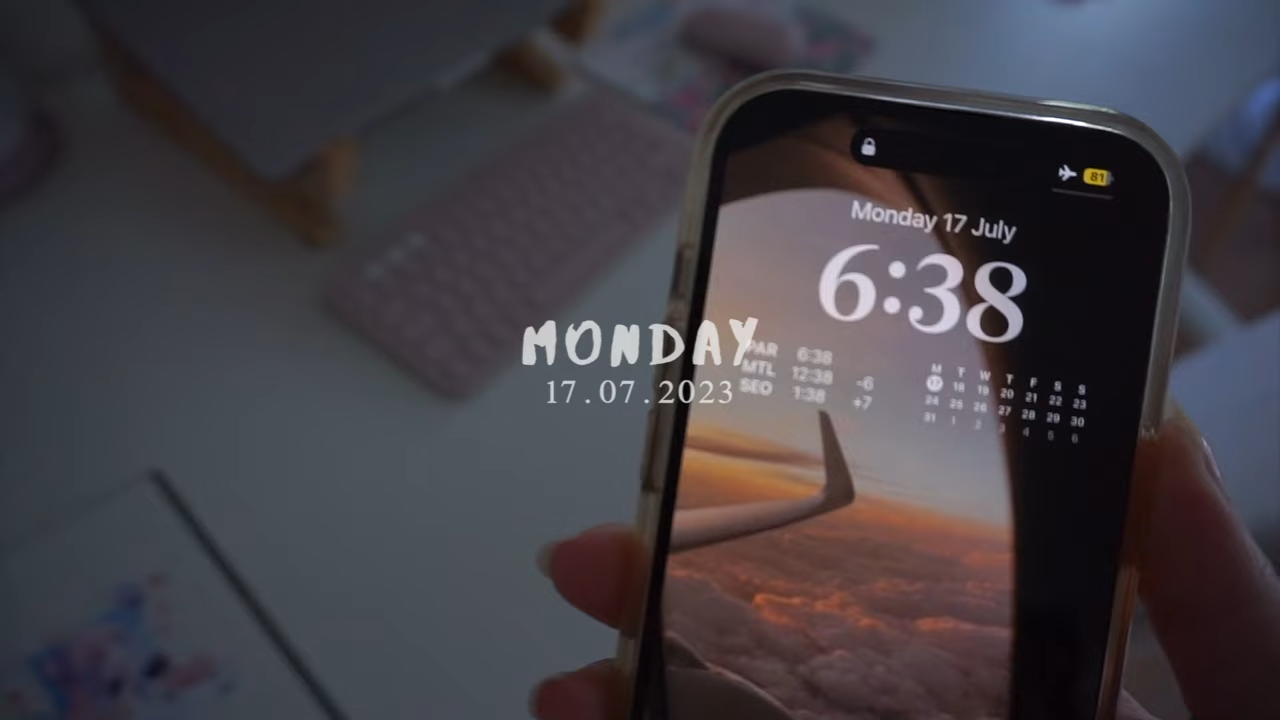 81
Monday 17 July
6:38
MONDAY
17.07.2023
PAR 6:38
MTL 12:38 -6
SEO 1:38 +7
M T W T F S S
17 18 19 20 21 22 23
24 25 26 27 28 29 30
31 1 2 3 4 5 6